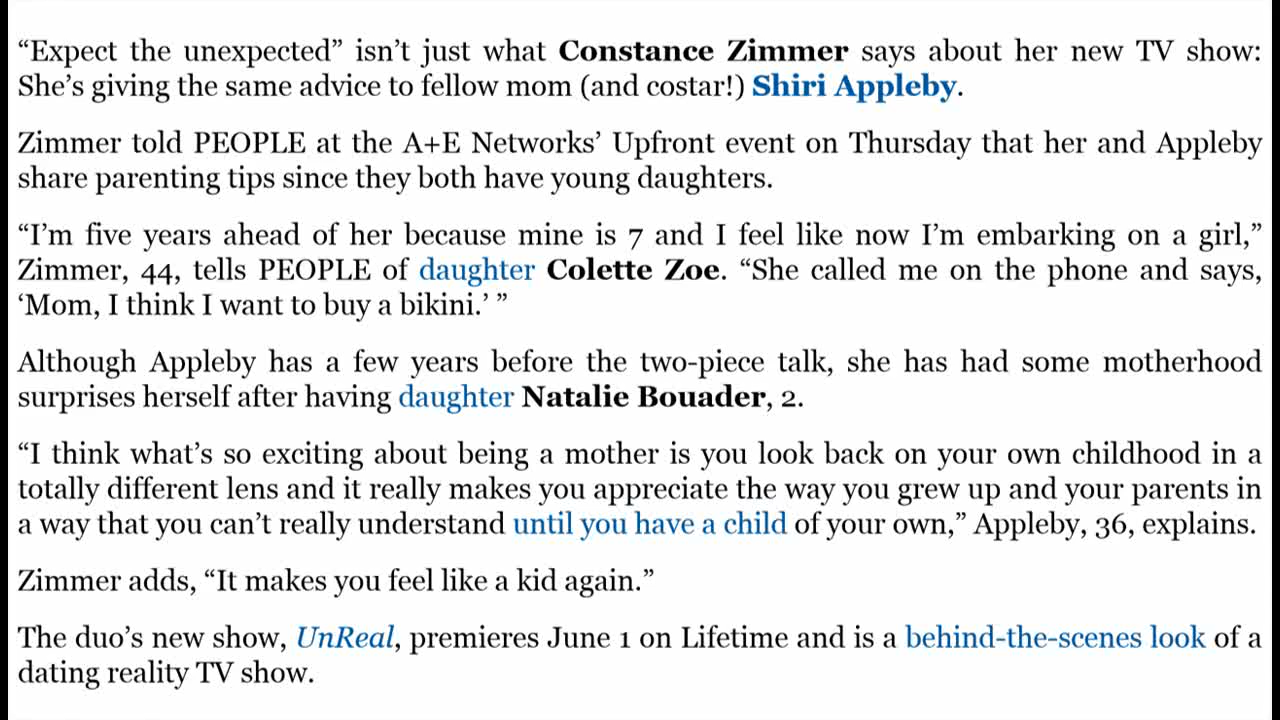 “Expect the unexpected” isn’t just what Constance Zimmer says about her new TV show:
She’s giving the same advice to fellow mom (and costar!) Shiri Appleby.
Zimmer told PEOPLE at the A+E Networks’ Upfront event on Thursday that her and Appleby
share parenting tips since they both have young daughters.
“I’m five years ahead of her because mine is 7 and I feel like now I’m embarking on a girl,”
Zimmer, 44, tells PEOPLE of daughter Colette Zoe. “She called me on the phone and says,
‘Mom, I think I want to buy a bikini.’ ”
Although Appleby has a few years before the two-piece talk, she has had some motherhood
surprises herself after having daughter Natalie Bouader, 2.
“I think what’s so exciting about being a mother is you look back on your own childhood in a
totally different lens and it really makes you appreciate the way you grew up and your parents in
a way that you can’t really understand until you have a child of your own,” Appleby, 36, explains.
Zimmer adds, “It makes you feel like a kid again.”
The duo’s new show, UnReal, premieres June 1 on Lifetime and is a behind-the-scenes look of a
dating reality TV show.